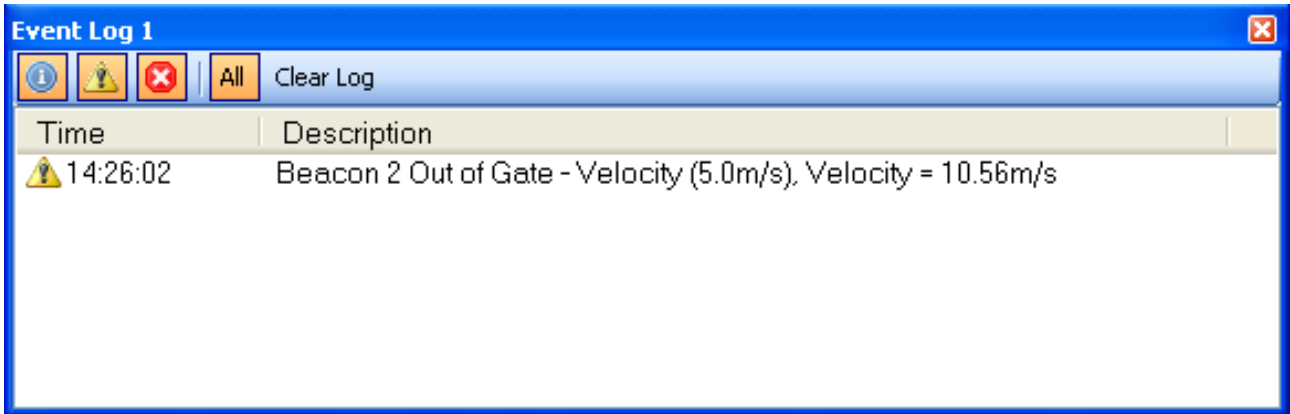 Event Log 1
All Clear Log
Time Description
14:26:02 Beacon 2 Out of Gate - Velocity (5.0m/s), Velocity = 10.56m/s